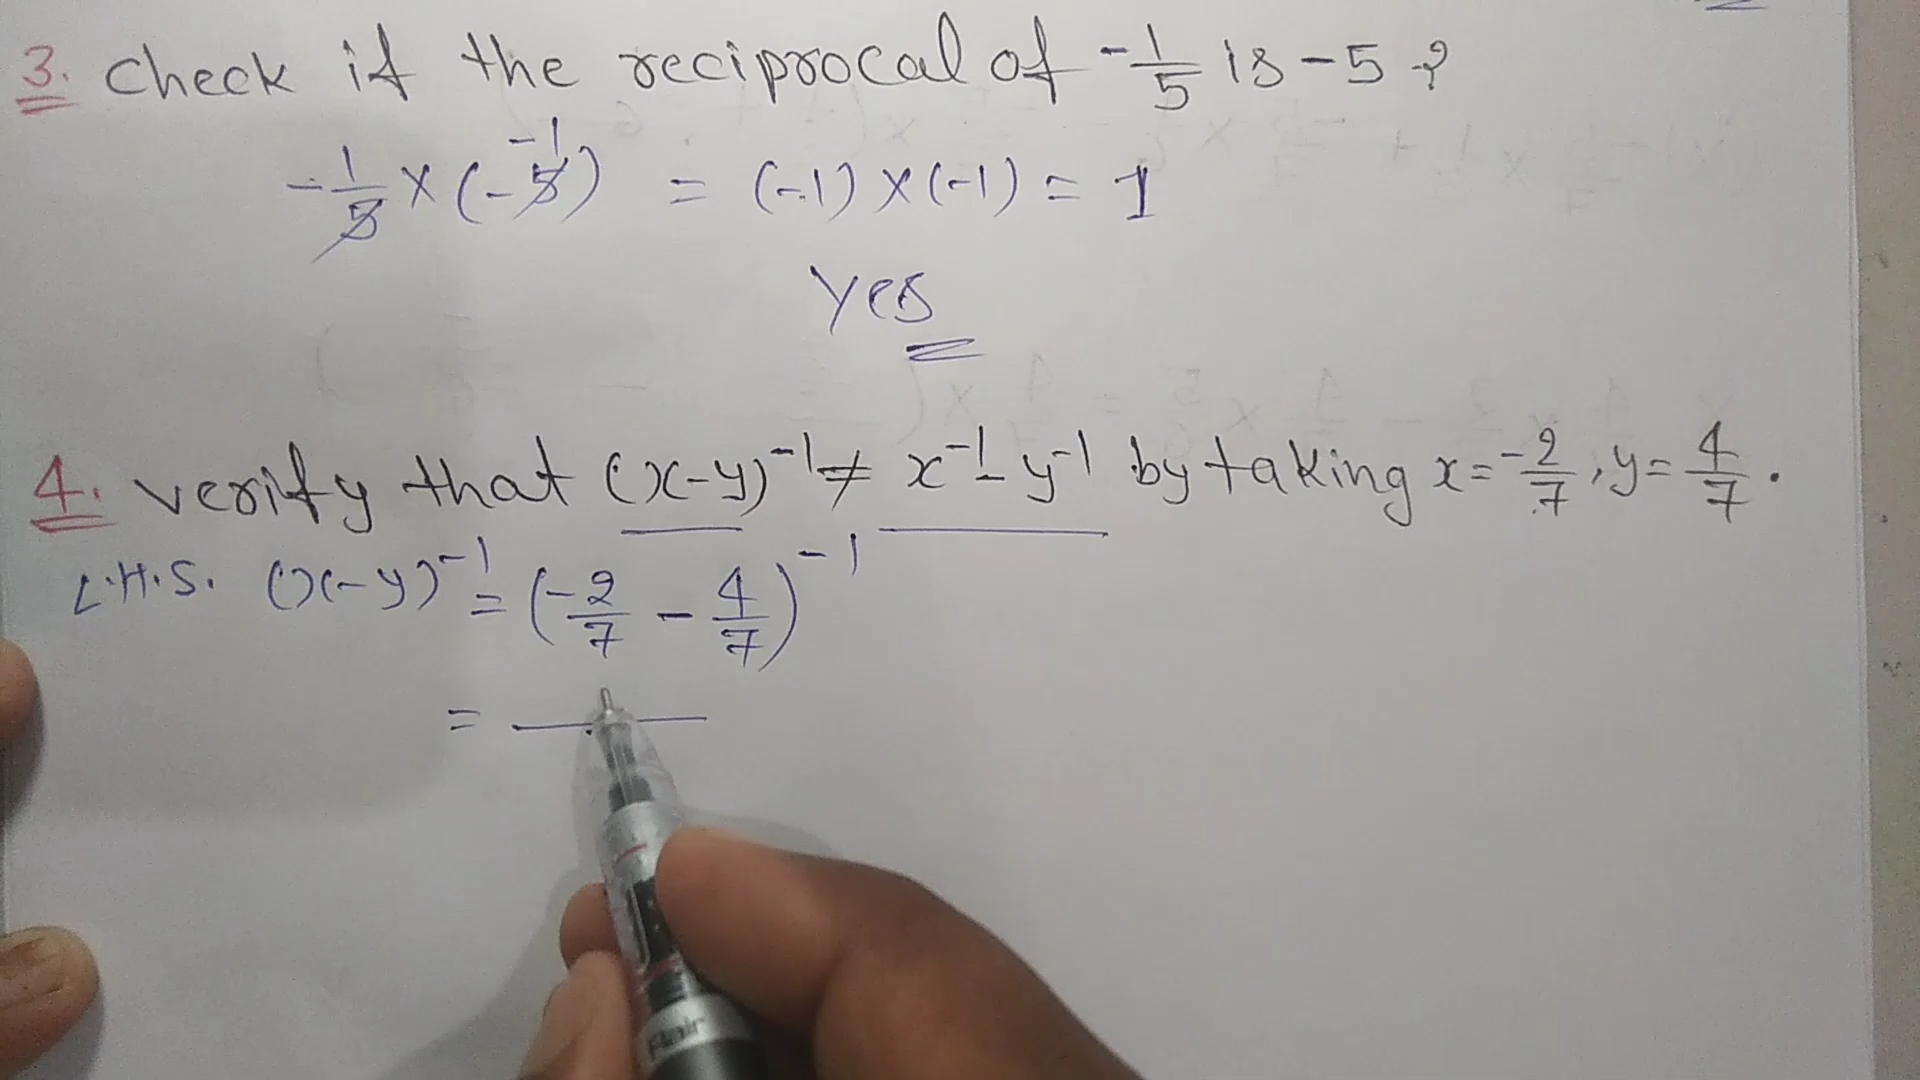 3. Check if the reciprocal of -1/5 is -5 ?
-1/5 × (-5) -1 = (-1) × (-1) = 1
Yes
4. verify that (x-y)⁻¹ ≠ x⁻¹ - y⁻¹ by taking x = -2/7, y = 4/7.
L.H.S. (x-y)⁻¹ = (-2/7 - 4/7)⁻¹
=
Flair